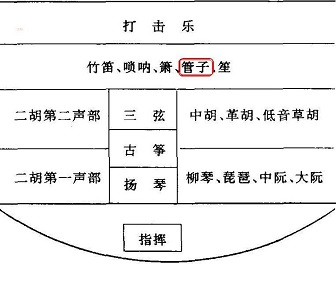 打击乐
竹笛、唢呐、箫、管子、笙
二胡第二声部 三弦 中胡、革胡、低音草胡
古筝
二胡第一声部 扬琴 柳琴、琵琶、中阮、大阮
指挥